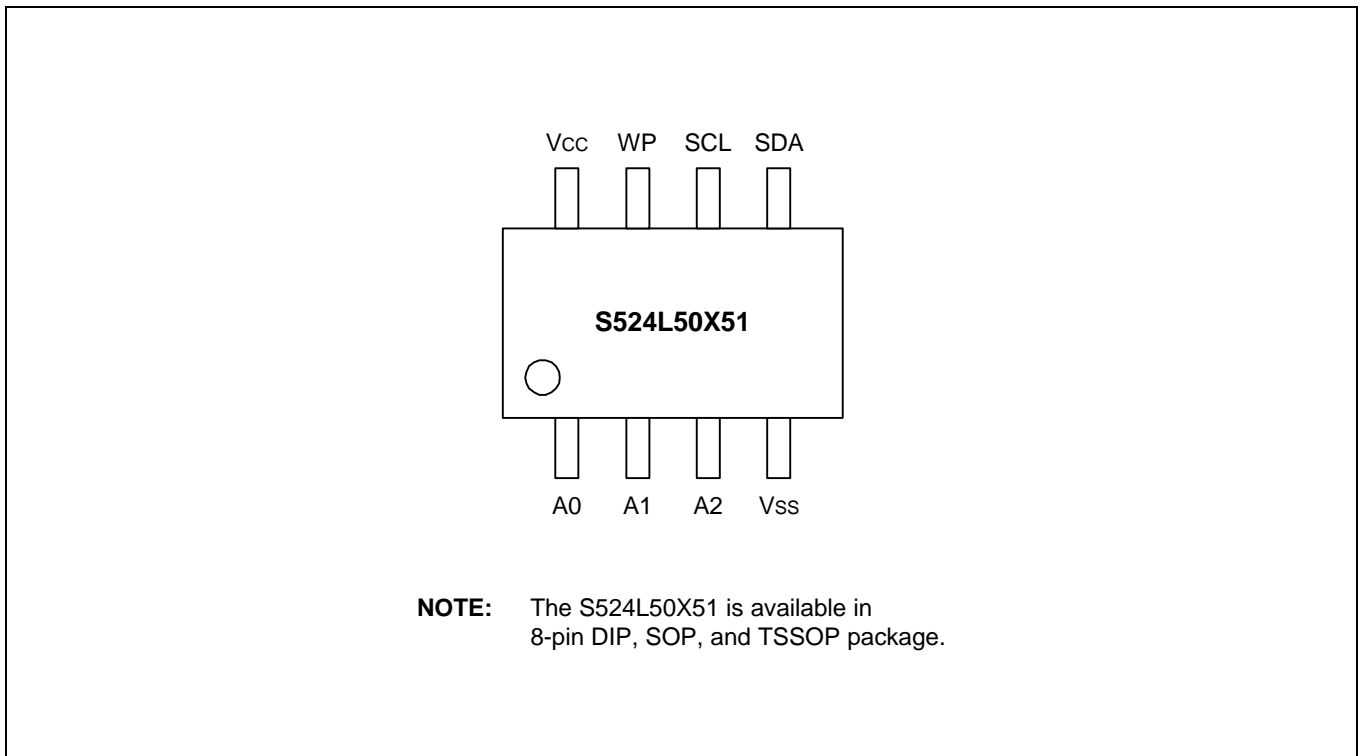 Vcc WP SCL SDA
S524L50X51
A0 A1 A2 Vss
NOTE: The S524L50X51 is available in
8-pin DIP, SOP, and TSSOP package.